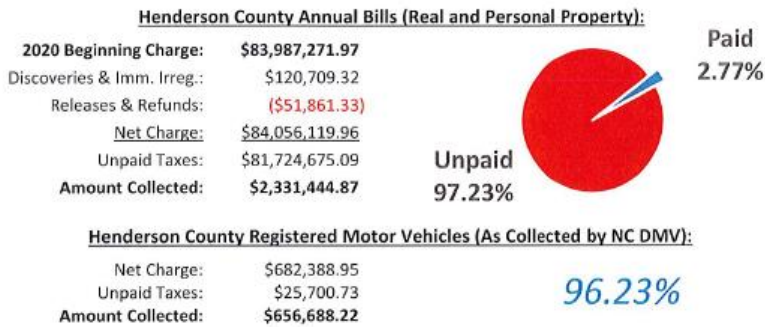 Henderson County Annual Bills (Real and Personal Property):
2020 Beginning Charge: $83,987,271.97
Discoveries & Imm. Irreg.: $120,709.32
Releases & Refunds: ($51,861.33)
Net Charge: $84,056,119.96
Unpaid Taxes: $81,724,675.09
Amount Collected: $2,331,444.87
Paid
2.77%
Unpaid
97.23%
Henderson County Registered Motor Vehicles (As Collected by NC DMV):
Net Charge: $682,388.95
Unpaid Taxes: $25,700.73
Amount Collected: $656,688.22
96.23%